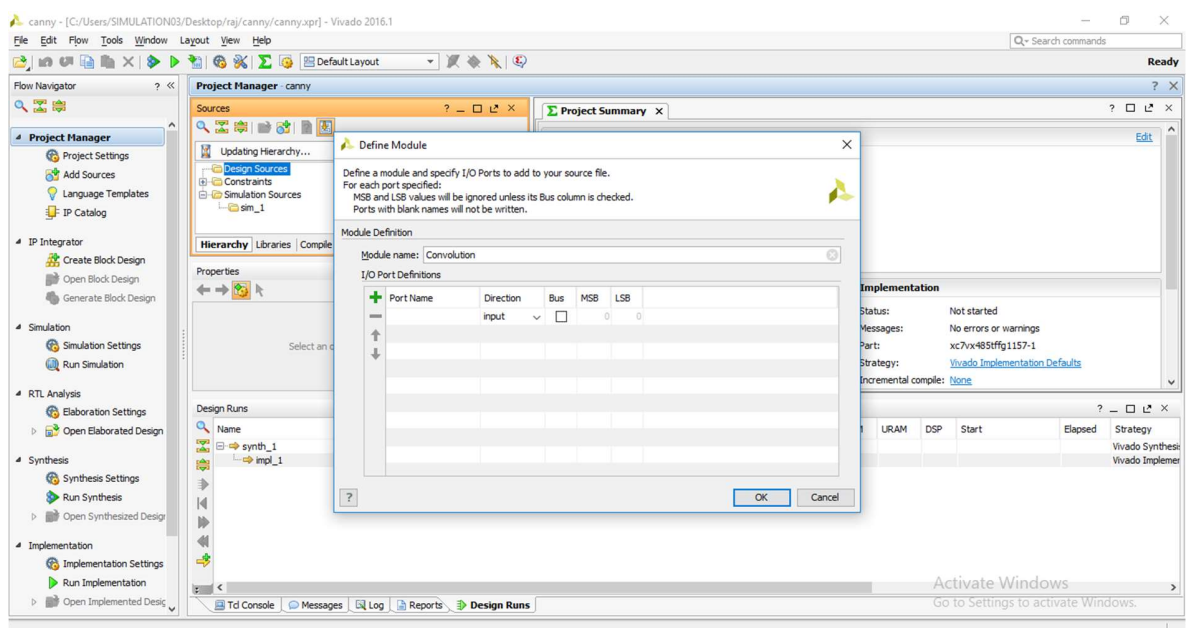 canny - [C:/Users/SIMULATION03/Desktop/raj/canny/canny.xpr] - Vivado 2016.1
File Edit Flow Tools Window Layout View Help
Q- Search commands
Default Layout
Ready
Flow Navigator ? «
Project Manager
Project Settings
Add Sources
Language Templates
IP Catalog
IP Integrator
Create Block Design
Open Block Design
Generate Block Design
Simulation
Simulation Settings
Run Simulation
RTL Analysis
Elaboration Settings
Open Elaborated Design
Synthesis
Synthesis Settings
Run Synthesis
Open Synthesized Desigr
Implementation
Implementation Settings
Run Implementation
Open Implemented Desig
Project Manager - canny
Sources
Updating Hierarchy...
Design Sources
Constraints
Simulation Sources
sim_1
Hierarchy Libraries Compile
Properties
Select an o
Project Summary
Edit
Define Module
Define a module and specify I/O Ports to add to your source file.
For each port specified:
MSB and LSB values will be ignored unless its Bus column is checked.
Ports with blank names will not be written.
Module Definition
Module name: Convolution
I/O Port Definitions
Port Name Direction Bus MSB LSB
input 0 0
? OK Cancel
Implementation
Status: Not started
Messages: No errors or warnings
Part: xc7vx485tffg1157-1
Strategy: Vivado Implementation Defaults
Incremental compile: None
Design Runs
Name URAM DSP Start Elapsed Strategy
synth_1 Vivado Synthesis
impl_1 Vivado Implemer
Activate Windows
Go to Settings to activate Windows.
Tcl Console Messages Log Reports Design Runs